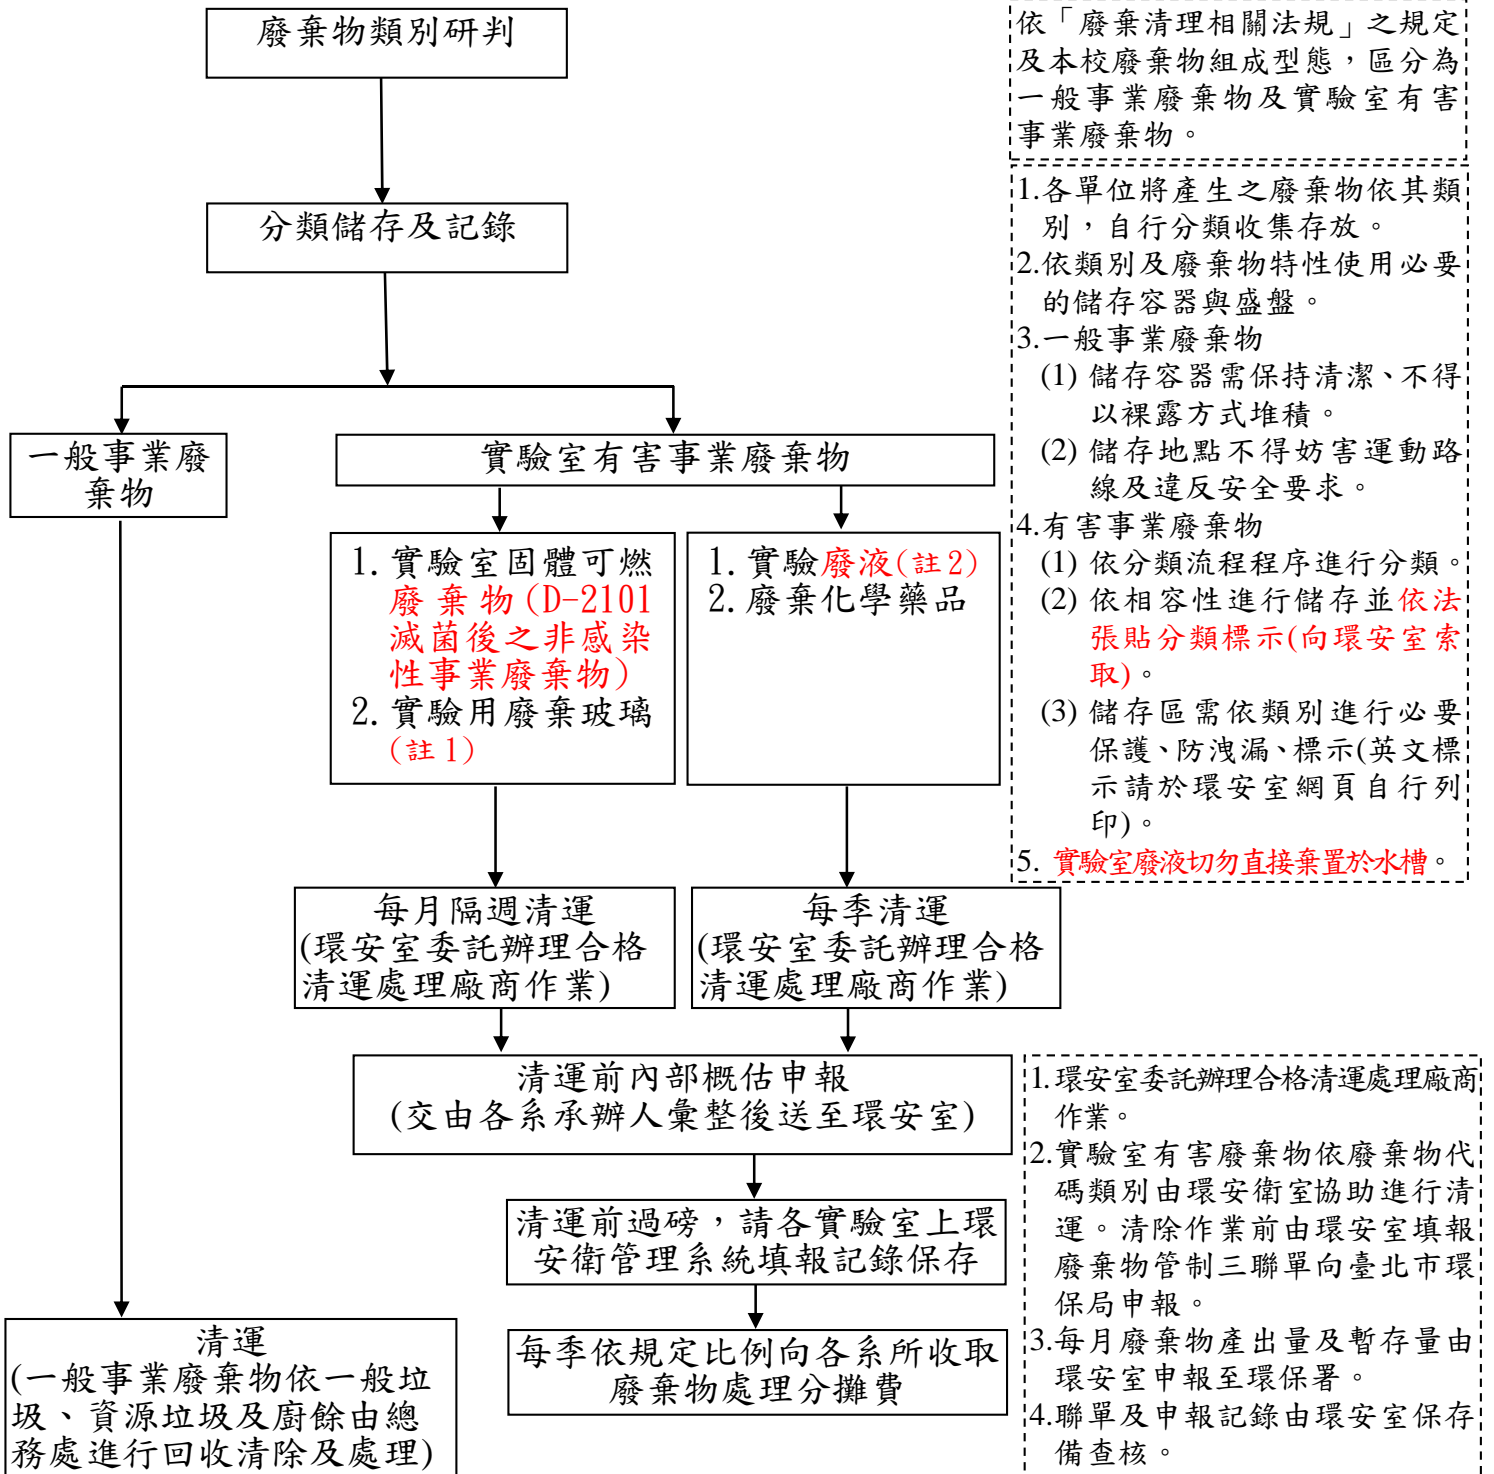 廢棄物類別研判
依「廢棄清理相關法規」之規定
及本校廢棄物組成型態，區分為
一般事業廢棄物及實驗室有害
事業廢棄物。
分類儲存及記錄
1.各單位將產生之廢棄物依其類
別，自行分類收集存放。
2.依類別及廢棄物特性使用必要
的儲存容器與盛盤。
3.一般事業廢棄物
(1) 儲存容器需保持清潔、不得
以裸露方式堆積。
(2) 儲存地點不得妨害運動路
線及違反安全要求。
4.有害事業廢棄物
(1) 依分類流程程序進行分類。
(2) 依相容性進行儲存並依法
張貼分類標示(向環安室索
取)。
(3) 儲存區需依類別進行必要
保護、防洩漏、標示(英文標
示請於環安室網頁自行列
印)。
5. 實驗室廢液切勿直接棄置於水槽。
一般事業廢
棄物
實驗室有害事業廢棄物
1. 實驗室固體可燃
廢棄物(D-2101
滅菌後之非感染
性事業廢棄物)
2. 實驗用廢棄玻璃
(註 1)
1. 實驗廢液(註 2)
2. 廢棄化學藥品
每月隔週清運
(環安室委託辦理合格
清運處理廠商作業)
每季清運
(環安室委託辦理合格
清運處理廠商作業)
清運前內部概估申報
(交由各系承辦人彙整後送至環安室)
清運前過磅，請各實驗室上環
安衛管理系統填報記錄保存
每季依規定比例向各系所收取
廢棄物處理分攤費
清運
(一般事業廢棄物依一般垃
圾、資源垃圾及廚餘由總
務處進行回收清除及處理)
1.環安室委託辦理合格清運處理廠商
作業。
2.實驗室有害廢棄物依廢棄物代
碼類別由環安衛室協助進行清
運。清除作業前由環安室填報
廢棄物管制三聯單向臺北市環
保局申報。
3.每月廢棄物產出量及暫存量由
環安室申報至環保署。
4.聯單及申報記錄由環安室保存
備查核。